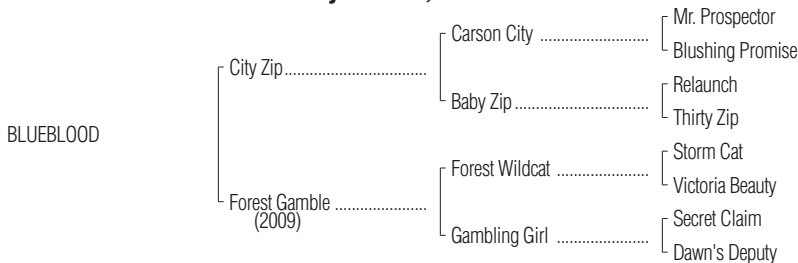 Carson City
Mr. Prospector
Blushing Promise
City Zip
Baby Zip
Relaunch
Thirty Zip
BLUEBLOOD
Forest Gamble
(2009)
Forest Wildcat
Storm Cat
Victoria Beauty
Gambling Girl
Secret Claim
Dawn's Deputy